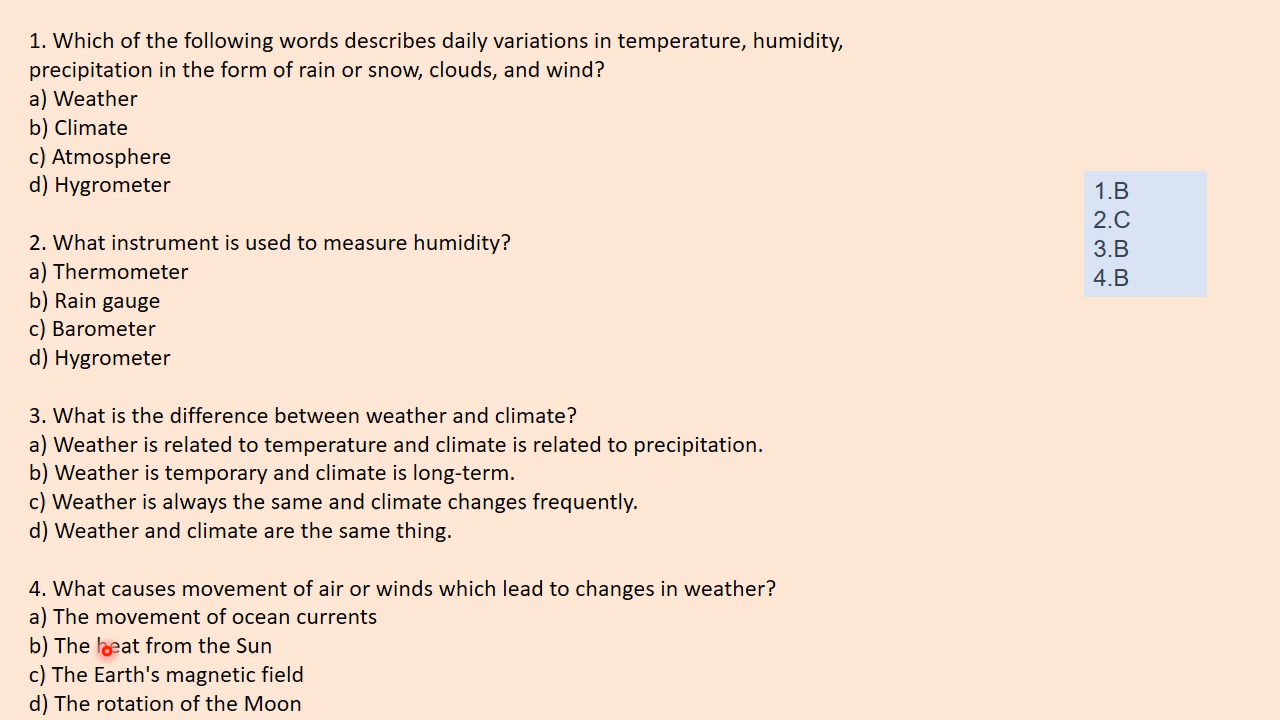 1. Which of the following words describes daily variations in temperature, humidity,
precipitation in the form of rain or snow, clouds, and wind?
a) Weather
b) Climate
c) Atmosphere
d) Hygrometer
2. What instrument is used to measure humidity?
a) Thermometer
b) Rain gauge
c) Barometer
d) Hygrometer
3. What is the difference between weather and climate?
a) Weather is related to temperature and climate is related to precipitation.
b) Weather is temporary and climate is long-term.
c) Weather is always the same and climate changes frequently.
d) Weather and climate are the same thing.
4. What causes movement of air or winds which lead to changes in weather?
a) The movement of ocean currents
b) The heat from the Sun
c) The Earth's magnetic field
d) The rotation of the Moon
1.B
2.C
3.B
4.B